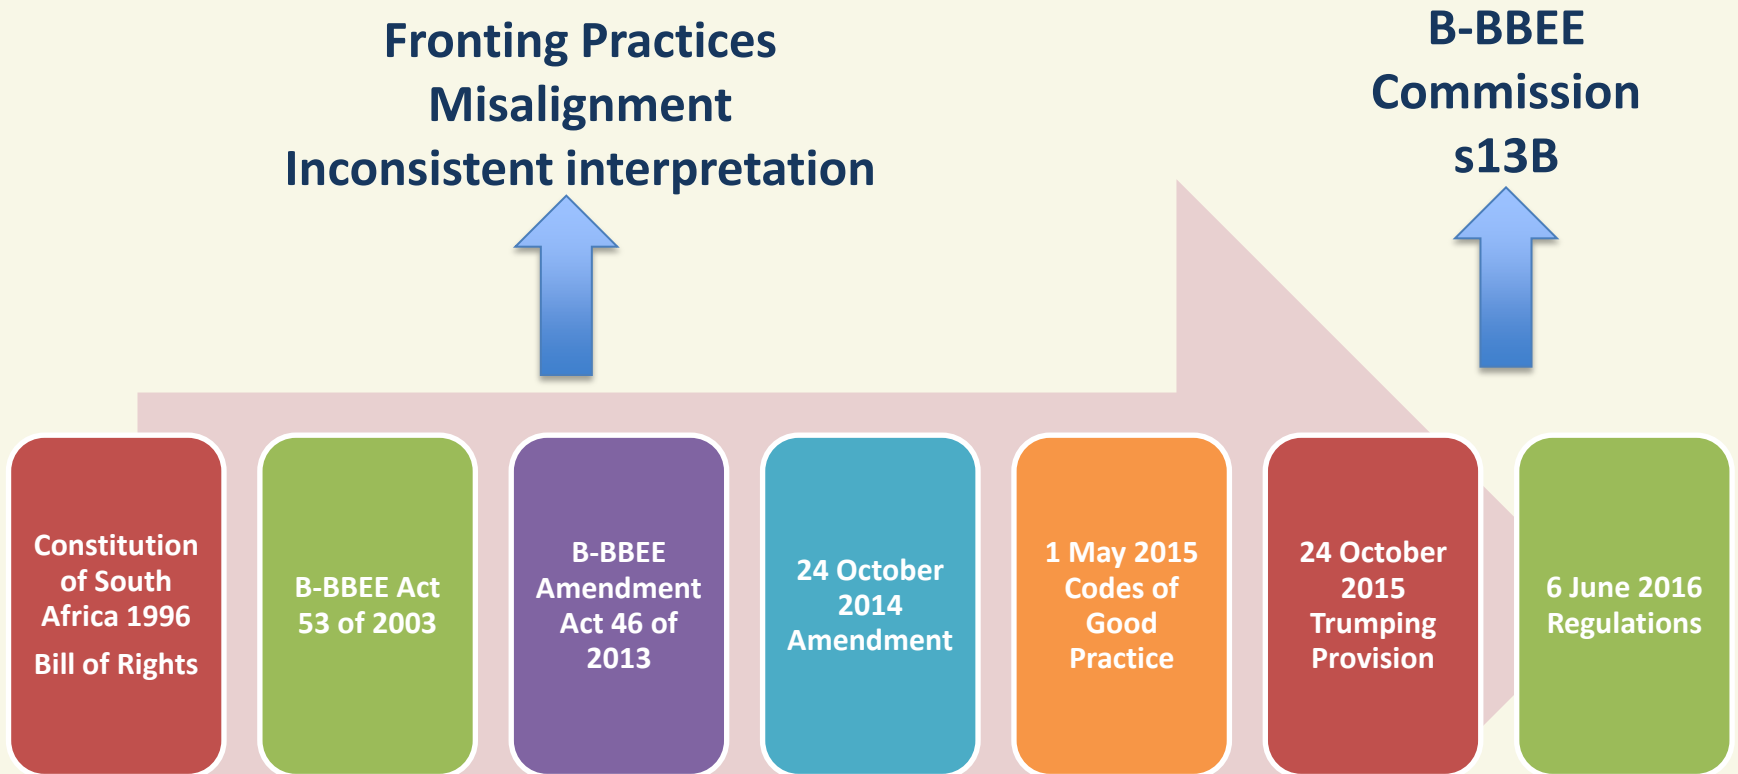 Fronting Practices
Misalignment
Inconsistent interpretation
B-BBEE
Commission
s13B
Constitution
of South
Africa 1996
Bill of Rights
B-BBEE Act
53 of 2003
B-BBEE
Amendment
Act 46 of
2013
24 October
2014
Amendment
1 May 2015
Codes of
Good
Practice
24 October
2015
Trumping
Provision
6 June 2016
Regulations